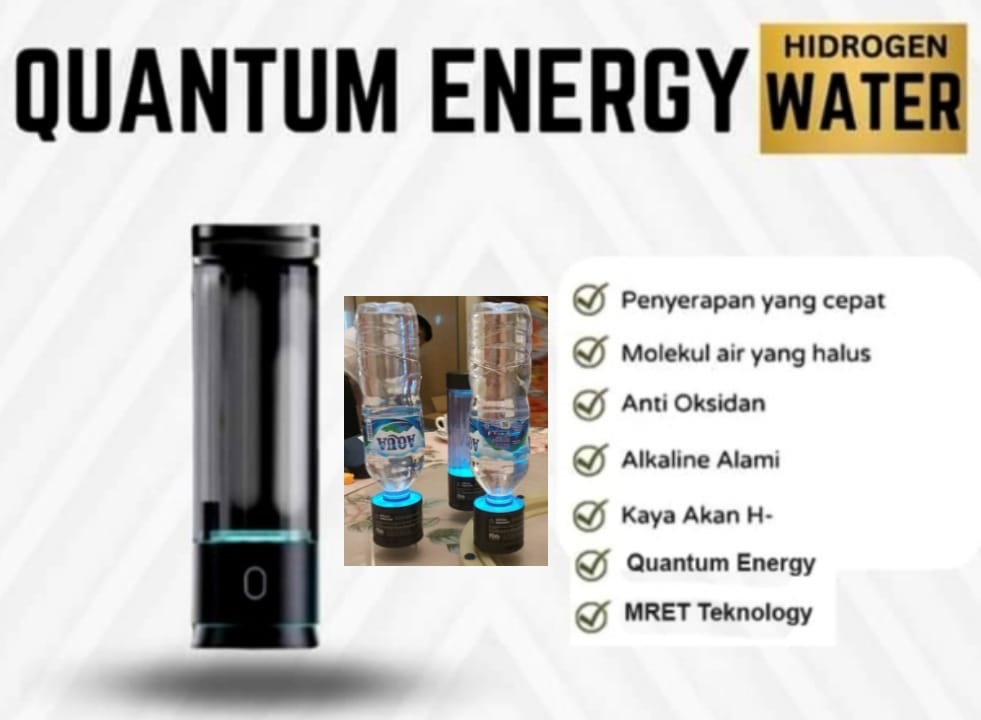 QUANTUM ENERGY
HIDROGEN
WATER
Penyerapan yang cepat
Molekul air yang halus
Anti Oksidan
Alkaline Alami
Kaya Akan H-
Quantum Energy
MRET Teknology
AQUA